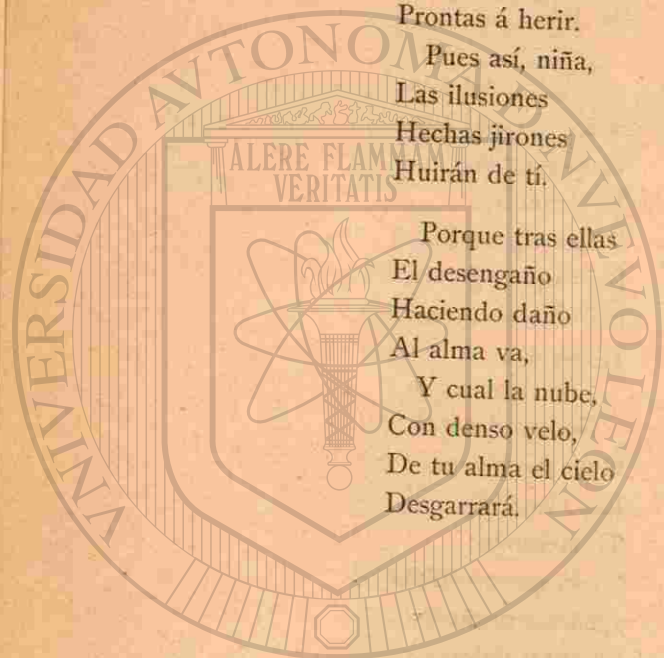 Prontas á herir.
Pues así, niña,
Las ilusiones
Hechas jirones
Huirán de tí.
Porque tras ellas
El desengaño
Haciendo daño
Al alma va,
Y cual la nube,
Con denso velo,
De tu alma el cielo
Desgarrará.
UNIVERSIDAD AVTONOMA DE NVEVO LEON
ALERE FLAMMAM
VERITATIS